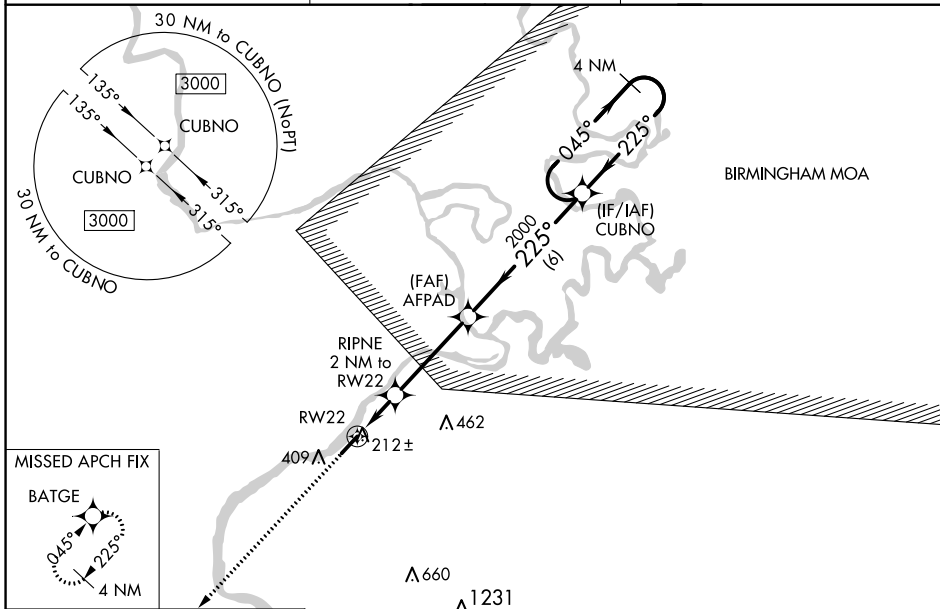 30 NM to CUBNO (NoPT)
135°
3000
CUBNO
315°
135°
CUBNO
315°
3000
30 NM to CUBNO
4 NM
045°
225°
BIRMINGHAM MOA
(IF/IAF)
CUBNO
2000
225°
(6)
(FAF)
AFPAD
RIPNE
2 NM to
RW22
RW22
462
212±
409
MISSED APCH FIX
BATGE
045°
225°
4 NM
660
1231